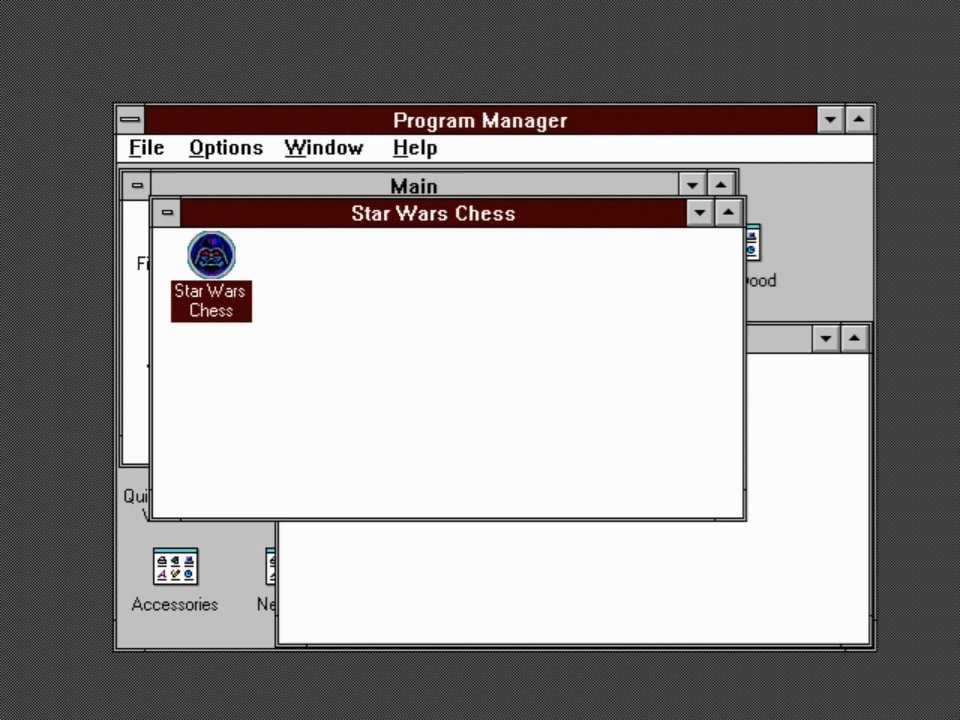 Program Manager
File Options Window Help
Main
Star Wars Chess
Star Wars
Chess
Accessories